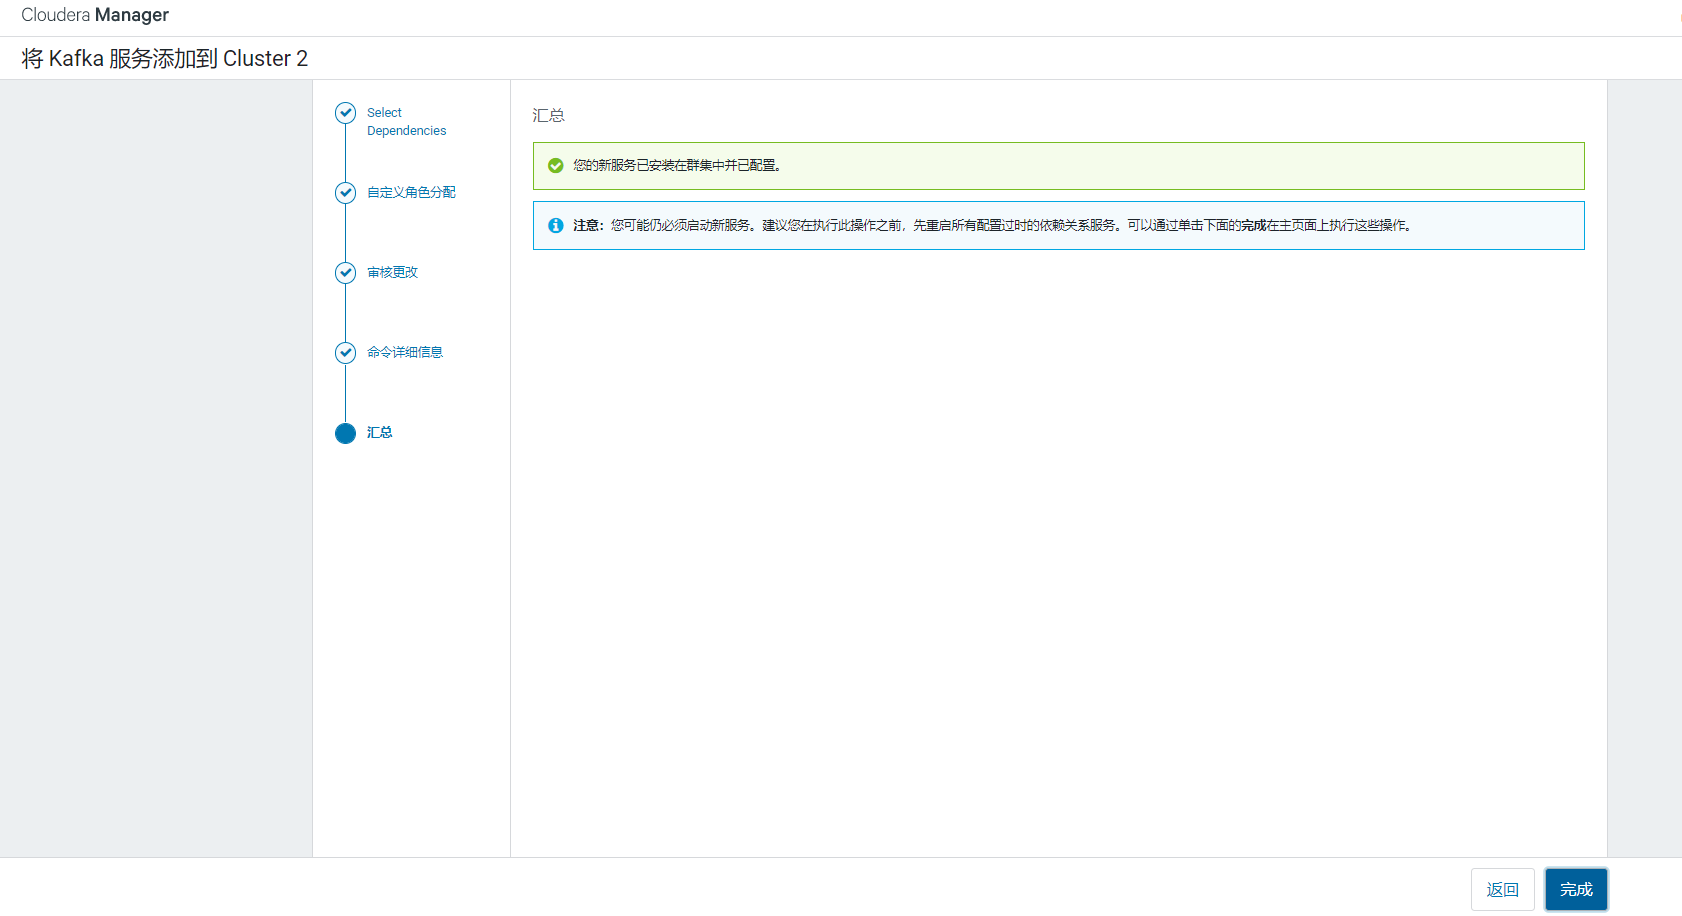 Cloudera Manager
将 Kafka 服务添加到 Cluster 2
Select
Dependencies
自定义角色分配
审核更改
命令详细信息
汇总
汇总
您的新服务已安装在群集中并已配置。
注意：您可能仍必须启动新服务。建议您在执行此操作之前，先重启所有配置过时的依赖关系服务。可以通过单击下面的完成在主页面上执行这些操作。
返回
完成